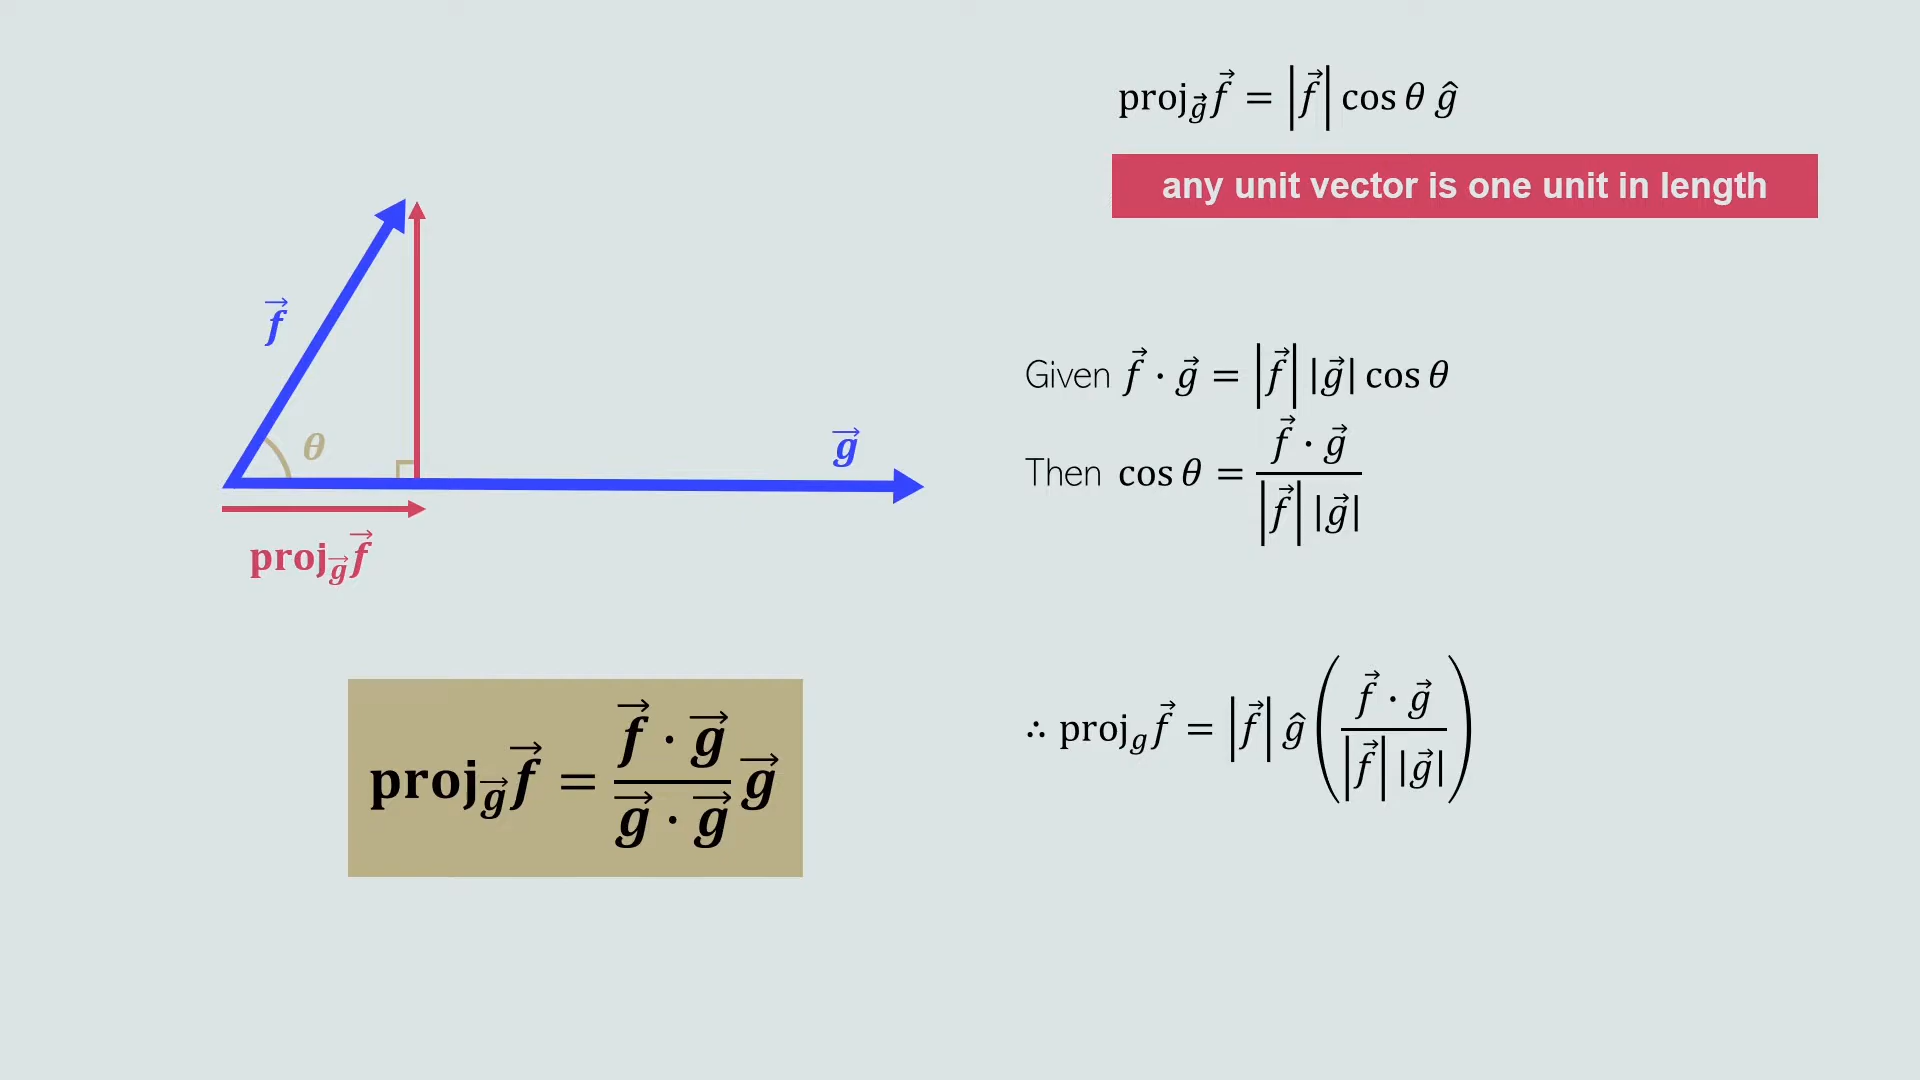 proj_g⃗ f⃗ = |f⃗| cos θ ĝ
any unit vector is one unit in length
f⃗
θ
g⃗
proj_g⃗ f⃗
Given f⃗ · g⃗ = |f⃗| |g⃗| cos θ
Then cos θ = (f⃗ · g⃗) / (|f⃗| |g⃗|)
proj_g⃗ f⃗ = (f⃗ · g⃗) / (g⃗ · g⃗) g⃗
∴ proj_g f⃗ = |f⃗| ĝ ((f⃗ · g⃗) / (|f⃗| |g⃗|))